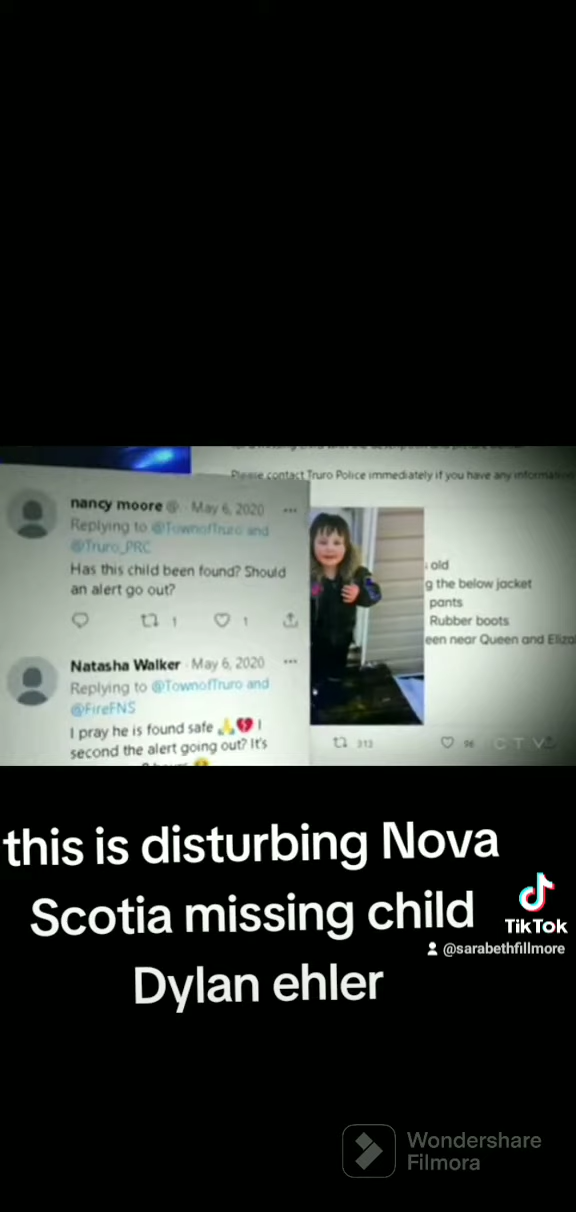 Please contact Truro Police immediately if you have any information
nancy moore @ · May 6, 2020 ...
Replying to @TownofTruro and
@Truro_PRC
Has this child been found? Should
an alert go out?
1 1
Natasha Walker · May 6, 2020 ...
Replying to @TownofTruro and
@FireFNS
I pray he is found safe 🙏💔 I
second the alert going out? It's
old
g the below jacket
pants
Rubber boots
een near Queen and Eliza
313 96 CTV
this is disturbing Nova
Scotia missing child
Dylan ehler
TikTok
@sarabethfillmore
Wondershare
Filmora